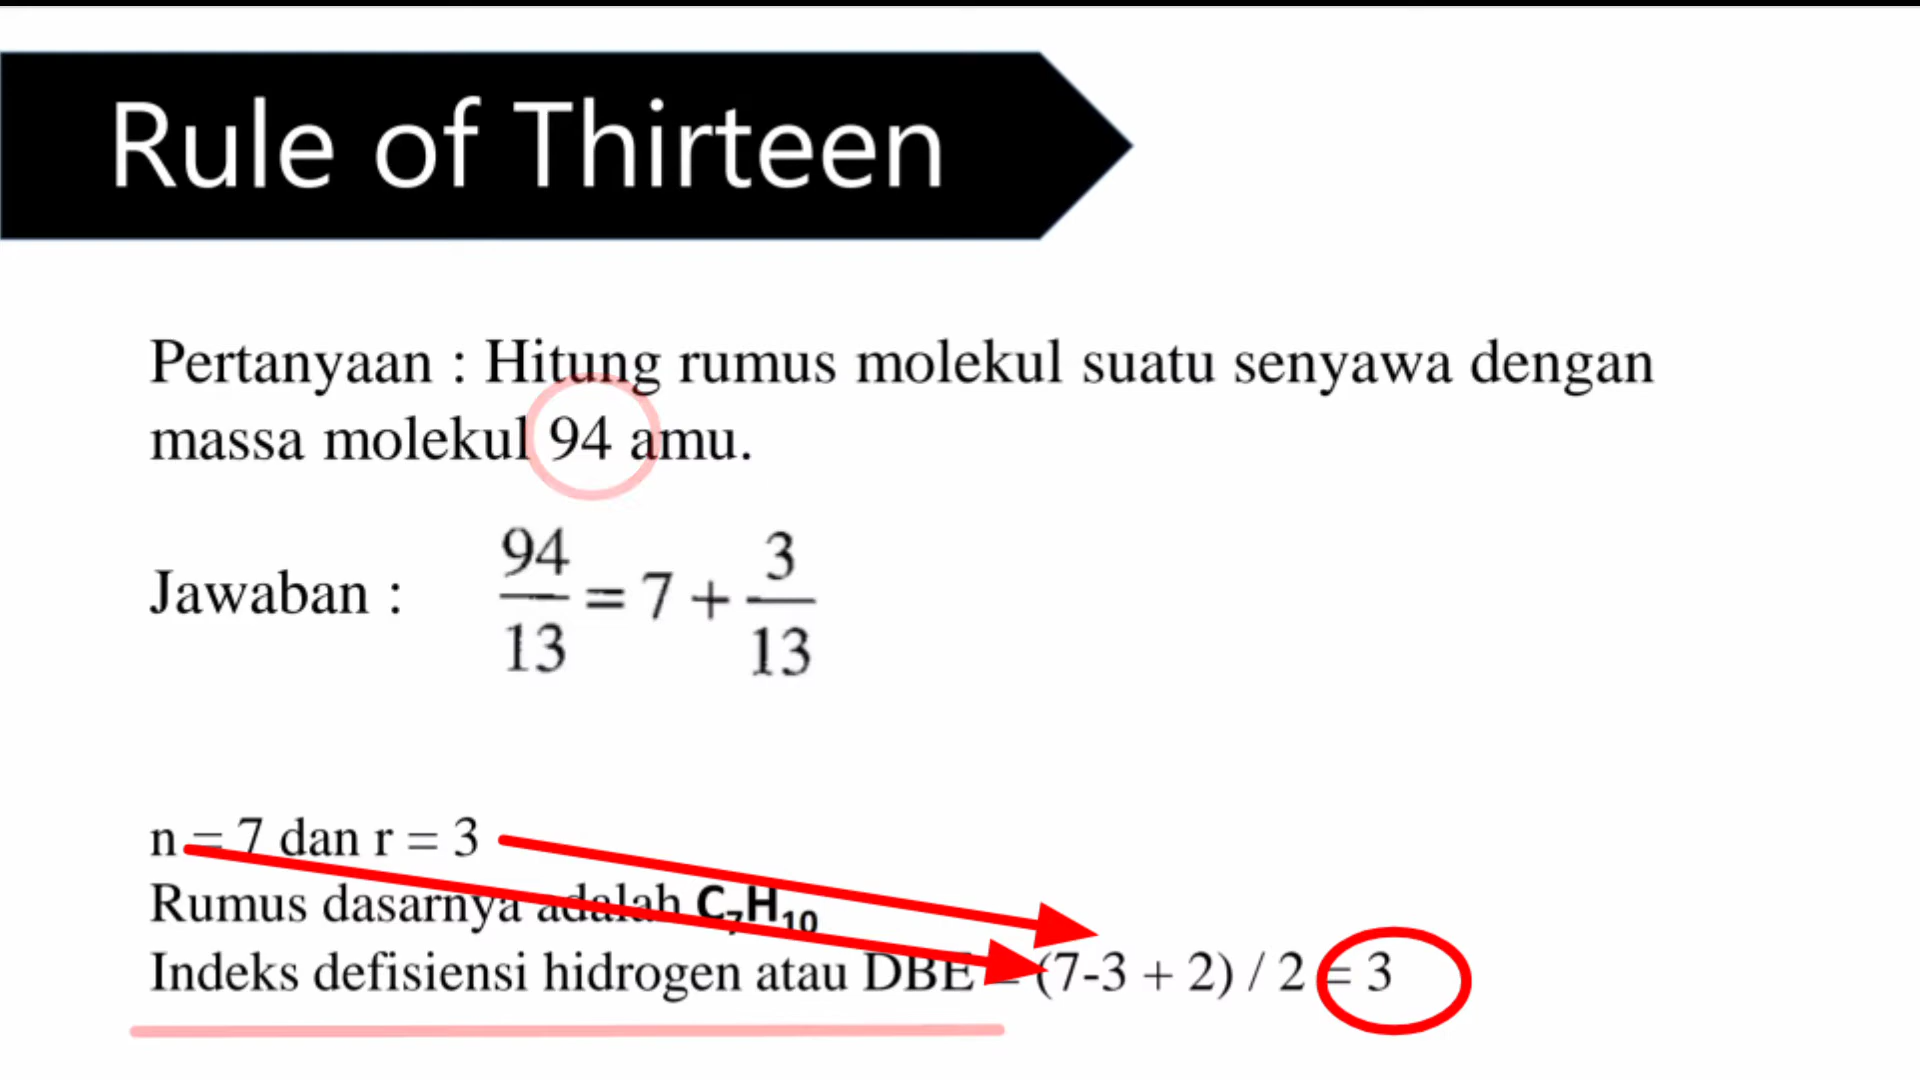 Rule of Thirteen
Pertanyaan : Hitung rumus molekul suatu senyawa dengan
massa molekul 94 amu.
Jawaban : 94/13 = 7 + 3/13
n = 7 dan r = 3
Rumus dasarnya adalah C₇H₁₀
Indeks defisiensi hidrogen atau DBE = (7-3 + 2) / 2 = 3